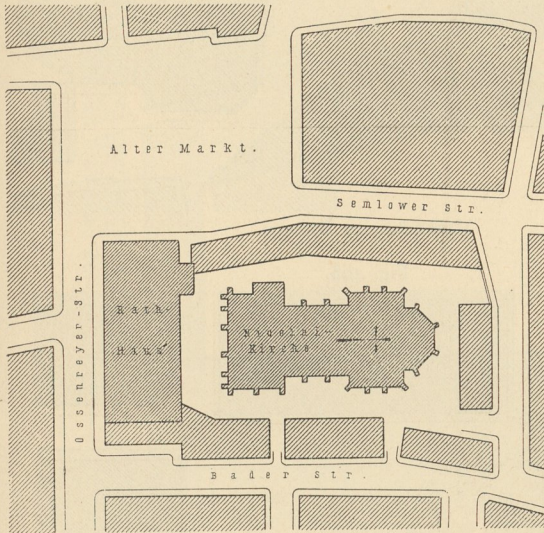 Alter Markt.
Semlower Str.
Ossenreyer-Str.
Rath-
Haus
Nicolai-
Kirche
Bader Str.